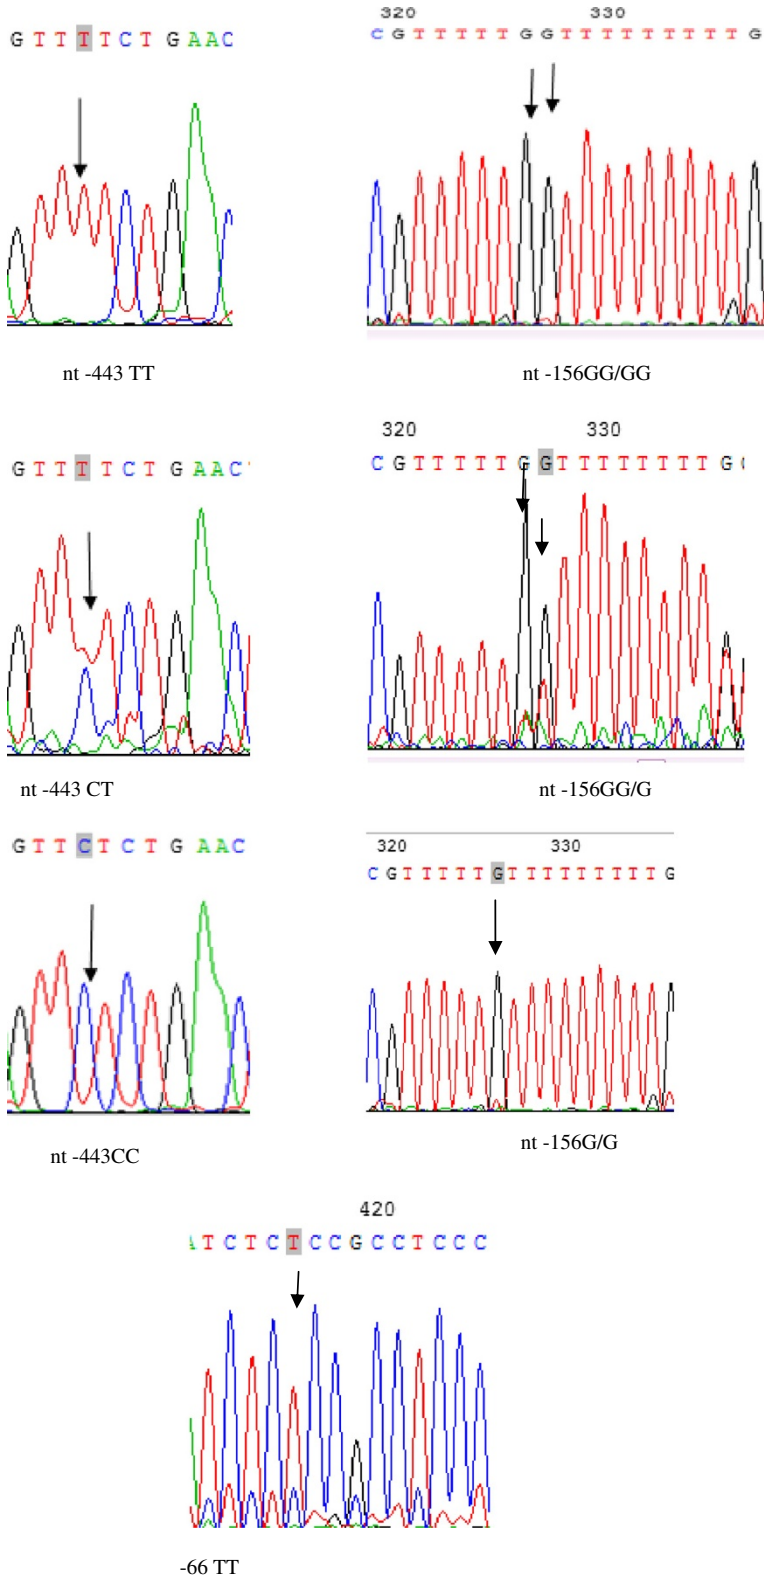 G T T T T C T G A A C
320 330
C G T T T T T G G T T T T T T T T T G
nt -443 TT
nt -156GG/GG
G T T T T C T G A A C
320 330
C G T T T T T G G T T T T T T T T G
nt -443 CT
nt -156GG/G
G T T C T C T G A A C
320 330
C G T T T T T G T T T T T T T T T G
nt -443CC
nt -156G/G
420
A T C T C T C C G C C T C C C
-66 TT